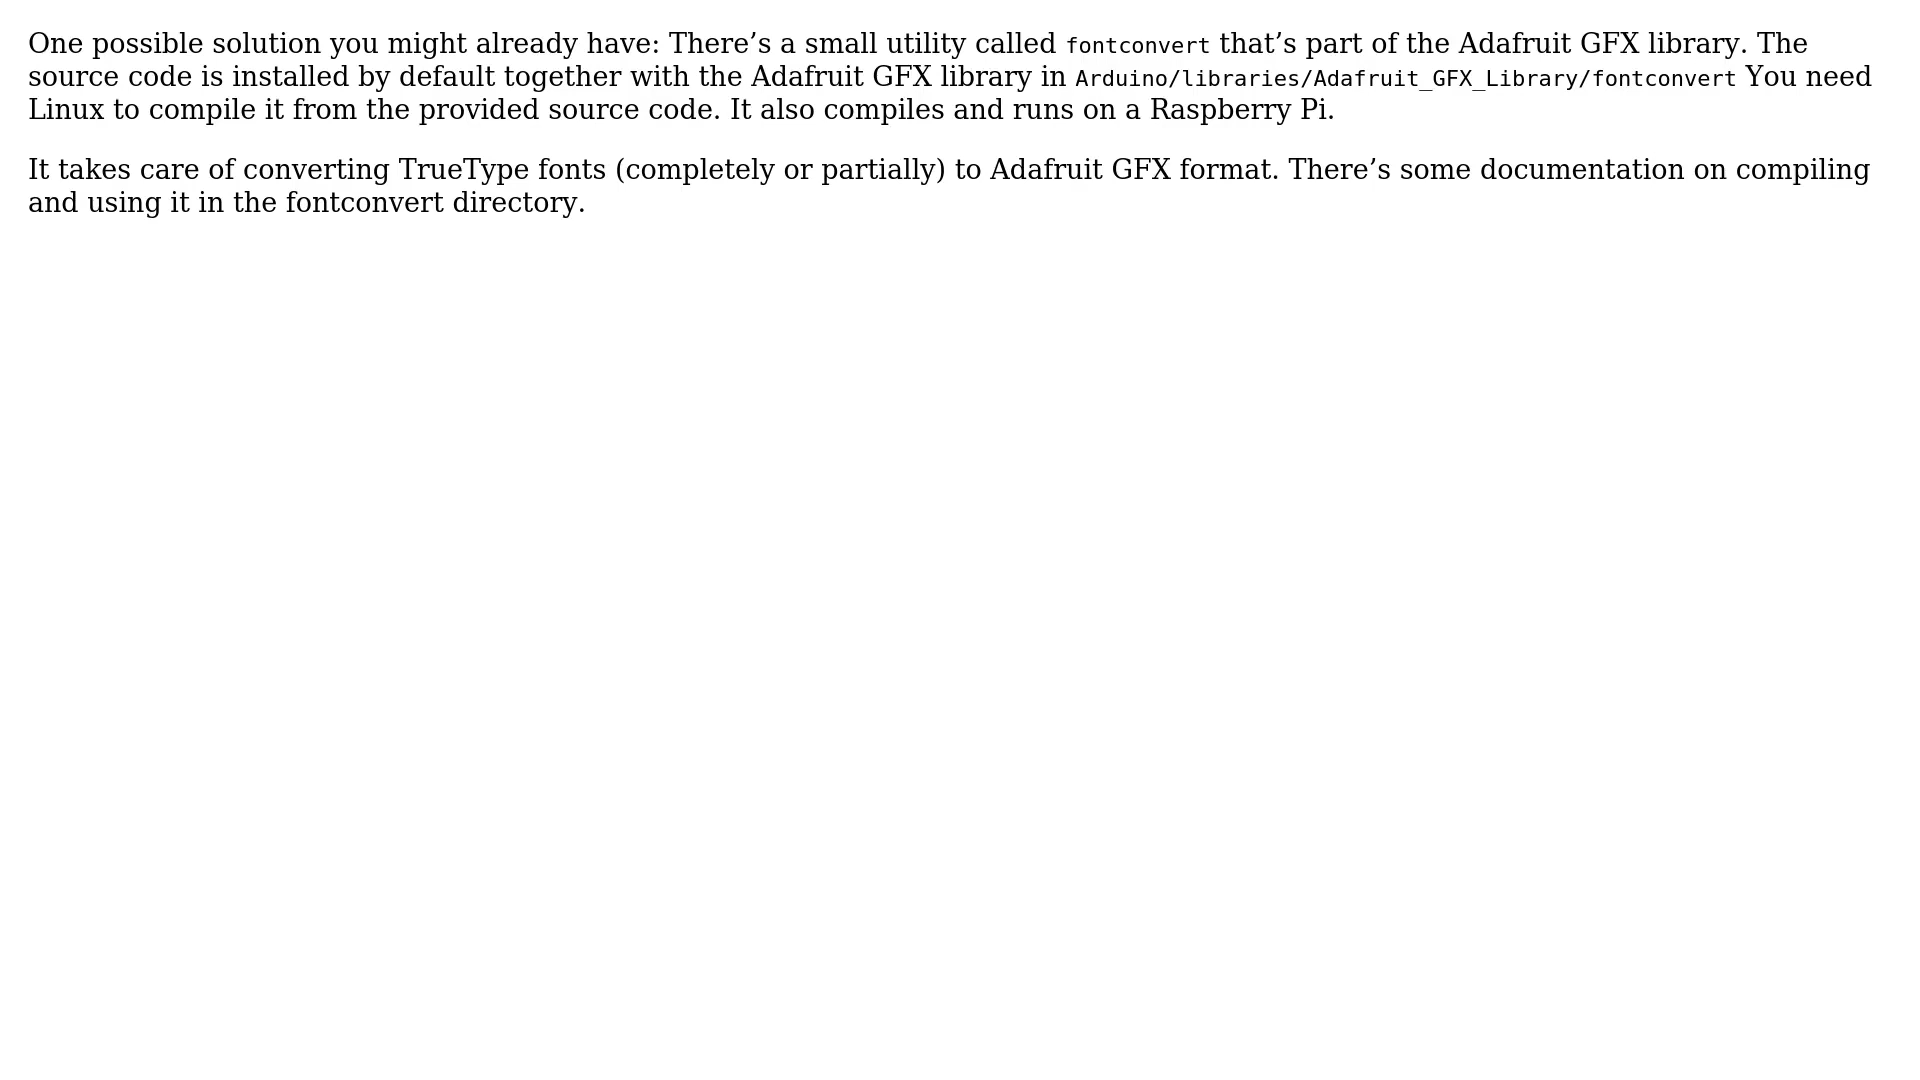 One possible solution you might already have: There’s a small utility called fontconvert that’s part of the Adafruit GFX library. The
source code is installed by default together with the Adafruit GFX library in Arduino/libraries/Adafruit_GFX_Library/fontconvert You need
Linux to compile it from the provided source code. It also compiles and runs on a Raspberry Pi.
It takes care of converting TrueType fonts (completely or partially) to Adafruit GFX format. There’s some documentation on compiling
and using it in the fontconvert directory.